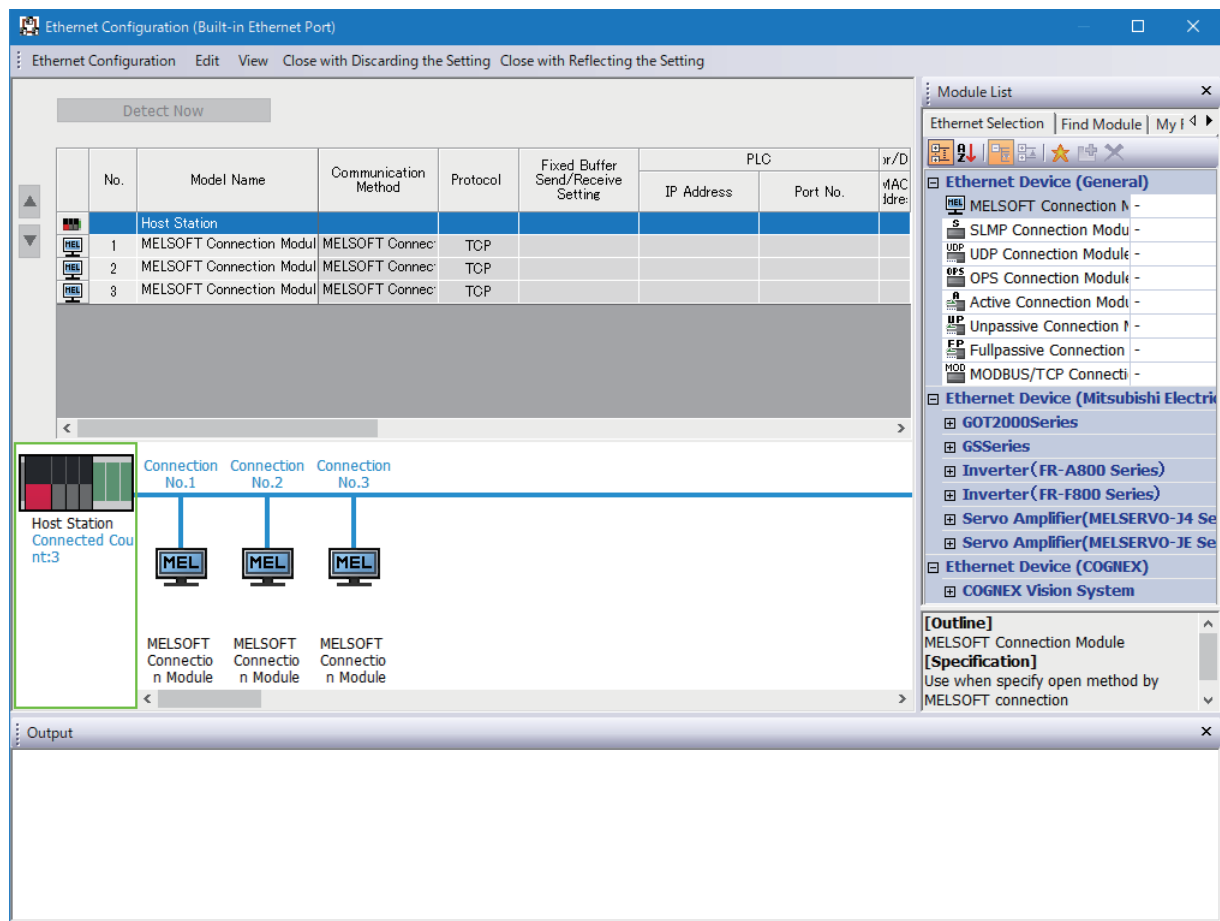 Ethernet Configuration (Built-in Ethernet Port)
Ethernet Configuration Edit View Close with Discarding the Setting Close with Reflecting the Setting
Detect Now
No. Model Name Communication Method Protocol Fixed Buffer Send/Receive Setting PLC
IP Address Port No.
Host Station
1 MELSOFT Connection Modul MELSOFT Connec TCP
2 MELSOFT Connection Modul MELSOFT Connec TCP
3 MELSOFT Connection Modul MELSOFT Connec TCP
Connection Connection Connection
No.1 No.2 No.3
Host Station
Connected Cou
nt:3
MEL MEL MEL
MELSOFT MELSOFT MELSOFT
Connectio Connectio Connectio
n Module n Module n Module
Module List
Ethernet Selection Find Module My
Ethernet Device (General)
MELSOFT Connection -
SLMP Connection Modu -
UDP Connection Module -
OPS Connection Module -
Active Connection Modu -
Unpassive Connection -
Fullpassive Connection -
MODBUS/TCP Connecti -
Ethernet Device (Mitsubishi Electri
GOT2000Series
GSSeries
Inverter(FR-A800 Series)
Inverter(FR-F800 Series)
Servo Amplifier(MELSERVO-J4 Se
Servo Amplifier(MELSERVO-JE Se
Ethernet Device (COGNEX)
COGNEX Vision System
[Outline]
MELSOFT Connection Module
[Specification]
Use when specify open method by
MELSOFT connection
Output